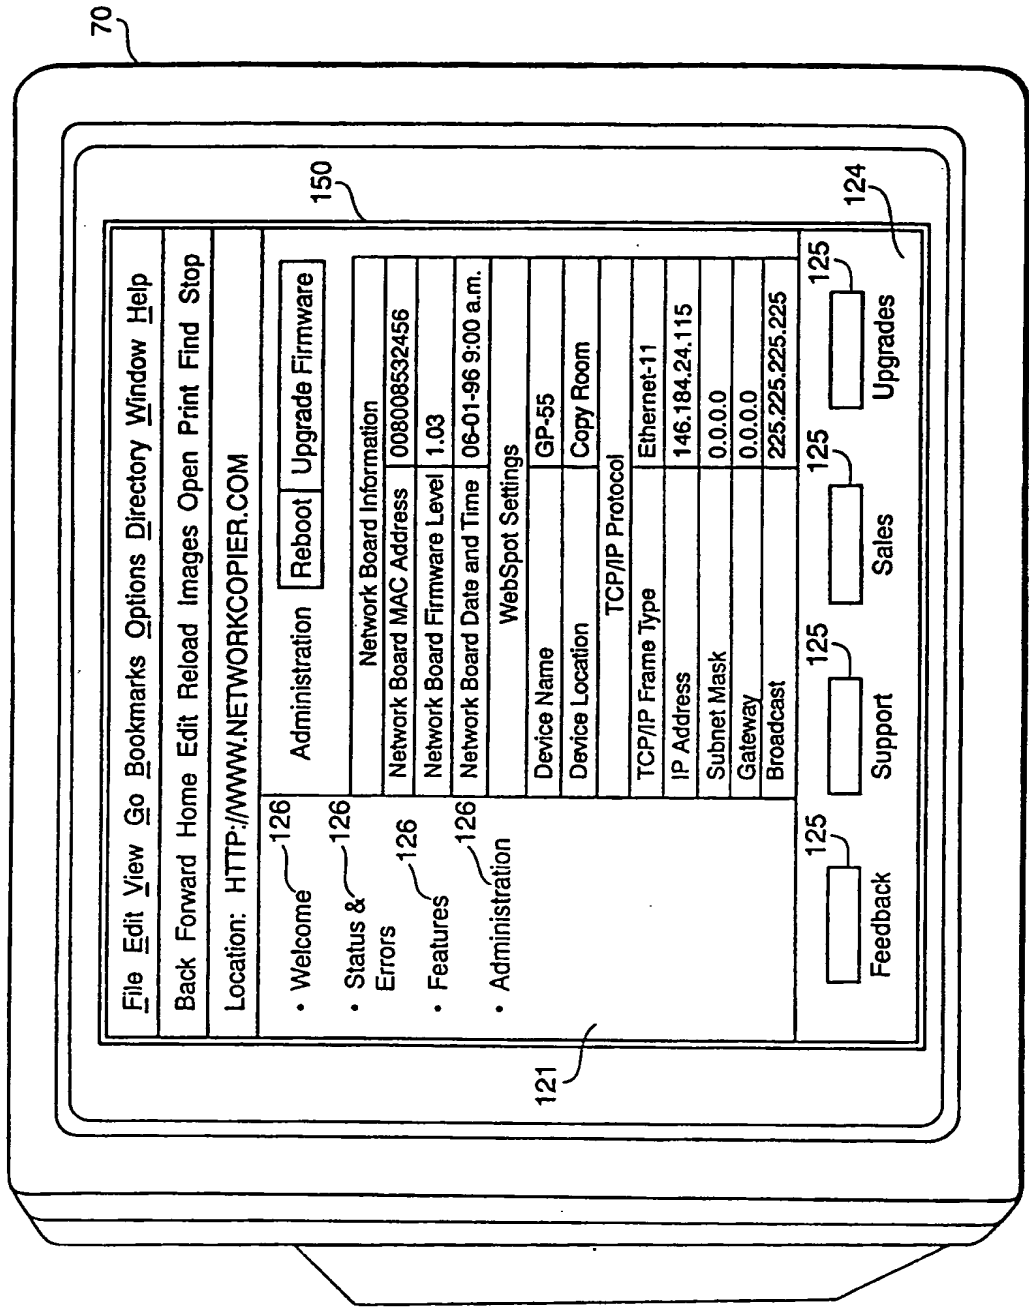 70
150
File Edit View Go Bookmarks Options Directory Window Help
Back Forward Home Edit Reload Images Open Print Find Stop
Location: HTTP://WWW.NETWORKCOPIER.COM
• Welcome 126
• Status & Errors 126
• Features 126
• Administration 126
121
Administration Reboot Upgrade Firmware
Network Board Information
Network Board MAC Address 008008532456
Network Board Firmware Level 1.03
Network Board Date and Time 06-01-96 9:00 a.m.
WebSpot Settings
Device Name GP-55
Device Location Copy Room
TCP/IP Protocol
TCP/IP Frame Type Ethernet-11
IP Address 146.184.24.115
Subnet Mask 0.0.0.0
Gateway 0.0.0.0
Broadcast 225.225.225.225
125 125 125 125
Feedback Support Sales Upgrades
124